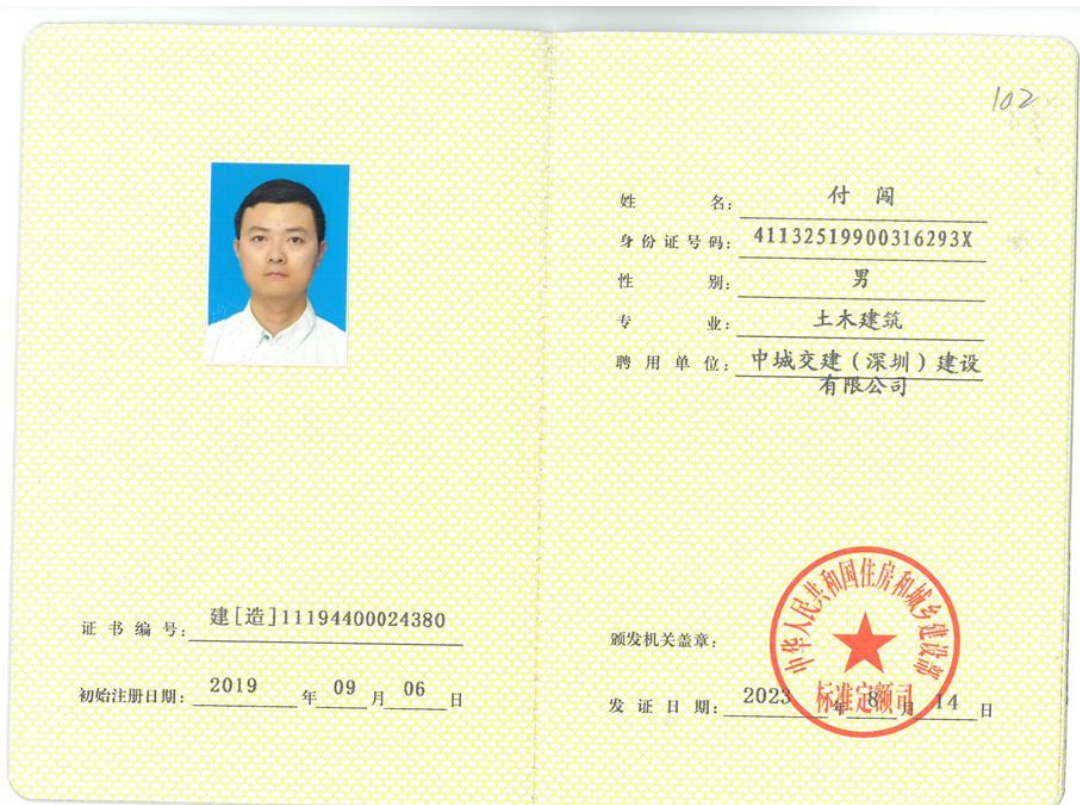 102
姓名: 付 闯
身份证号码: 41132519900316293X
性别: 男
专业: 土木建筑
聘用单位: 中城交建(深圳)建设
有限公司
证书编号: 建[造]11194400024380
初始注册日期: 2019 年 09 月 06 日
颁发机关盖章:
中华人民共和国住房和城乡建设部
标准定额司
发证日期: 2023 年 8 月 14 日